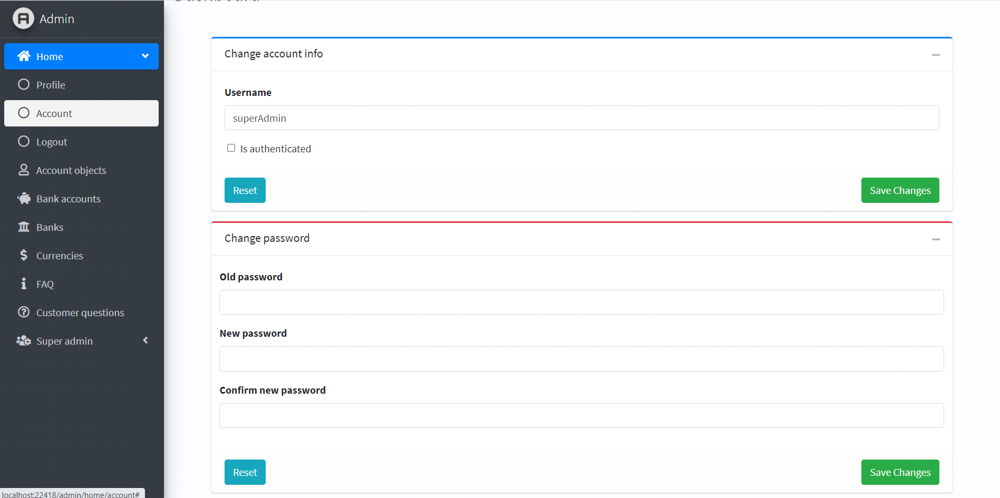 Admin
Home
Profile
Account
Logout
Account objects
Bank accounts
Banks
Currencies
FAQ
Customer questions
Super admin
localhost:22418/admin/home/account#
Change account info
Username
superAdmin
Is authenticated
Reset
Save Changes
Change password
Old password
New password
Confirm new password
Reset
Save Changes